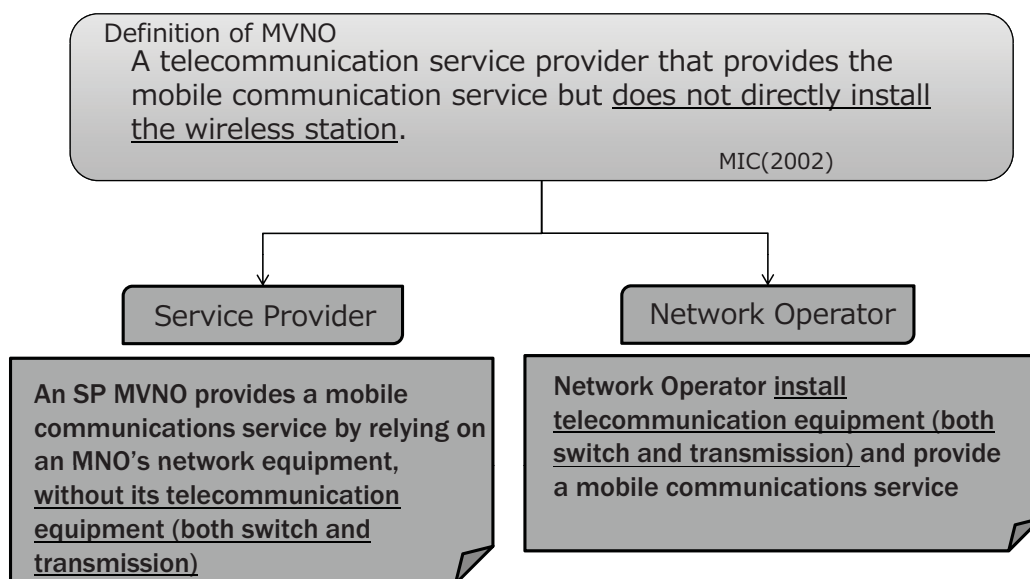 Definition of MVNO
A telecommunication service provider that provides the
mobile communication service but does not directly install
the wireless station.
MIC(2002)
Service Provider
Network Operator
An SP MVNO provides a mobile
communications service by relying on
an MNO's network equipment,
without its telecommunication
equipment (both switch and
transmission)
Network Operator install
telecommunication equipment (both
switch and transmission) and provide
a mobile communications service